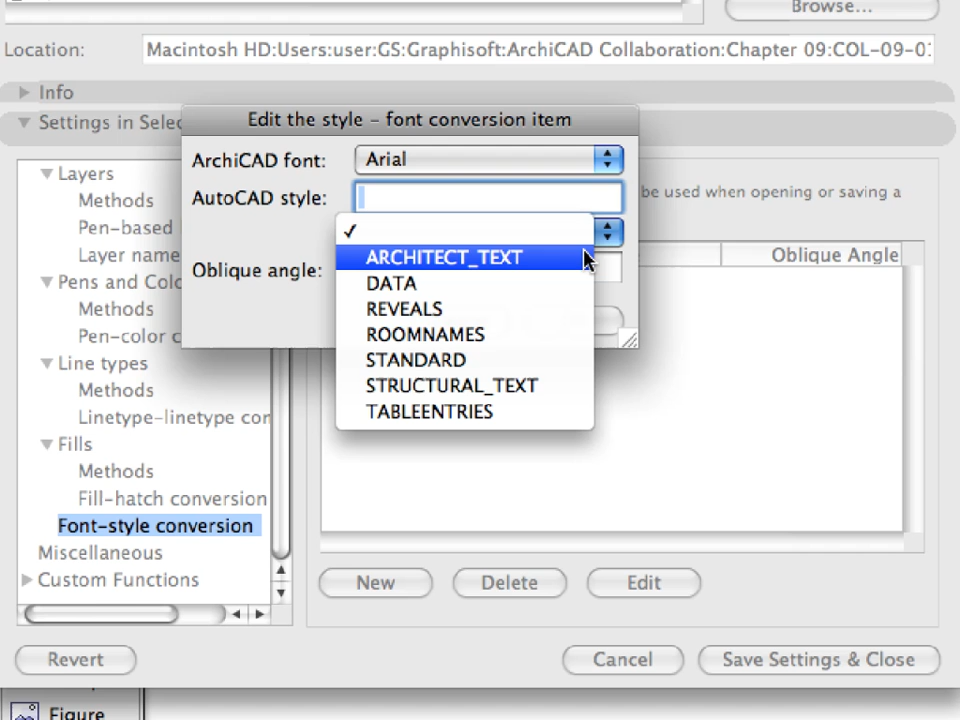 Browse...
Location: Macintosh HD:Users:user:GS:Graphisoft:ArchiCAD Collaboration:Chapter 09:COL-09-01
Info
Settings in Selec
Edit the style - font conversion item
ArchiCAD font: Arial
AutoCAD style:
ARCHITECT_TEXT
DATA
REVEALS
ROOMNAMES
STANDARD
STRUCTURAL_TEXT
TABLEENTRIES
Oblique angle:
be used when opening or saving a
Oblique Angle
Layers
Methods
Pen-based
Layer name
Pens and Colo
Methods
Pen-color c
Line types
Methods
Linetype-linetype con
Fills
Methods
Fill-hatch conversion
Font-style conversion
Miscellaneous
Custom Functions
New Delete Edit
Revert Cancel Save Settings & Close
Figure